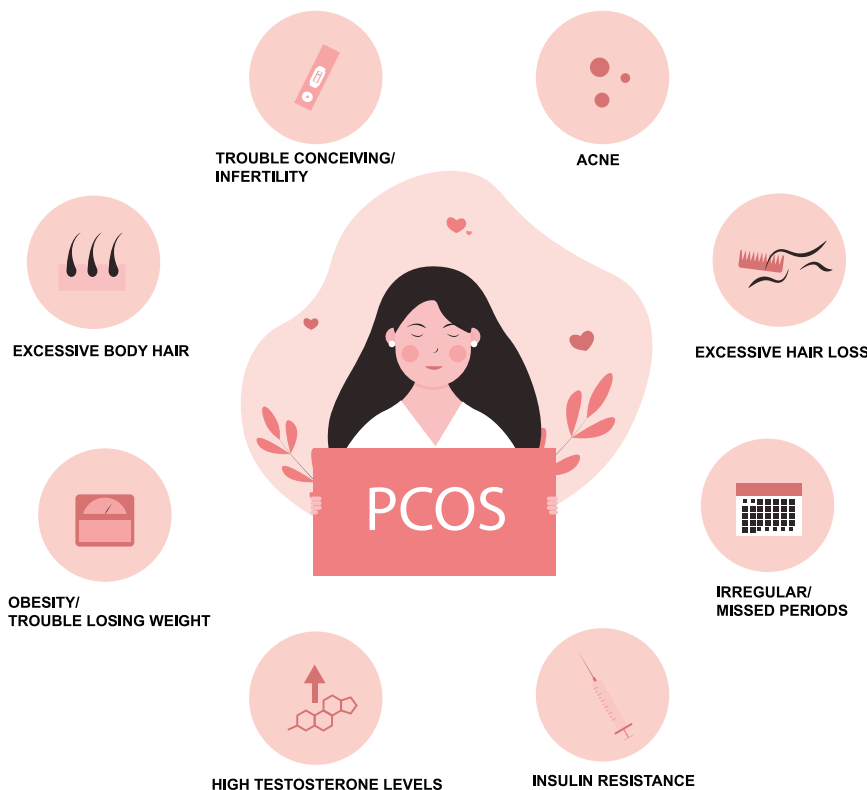 TROUBLE CONCEIVING/
INFERTILITY
ACNE
EXCESSIVE BODY HAIR
EXCESSIVE HAIR LOSS
PCOS
OBESITY/
TROUBLE LOSING WEIGHT
IRREGULAR/
MISSED PERIODS
HIGH TESTOSTERONE LEVELS
INSULIN RESISTANCE